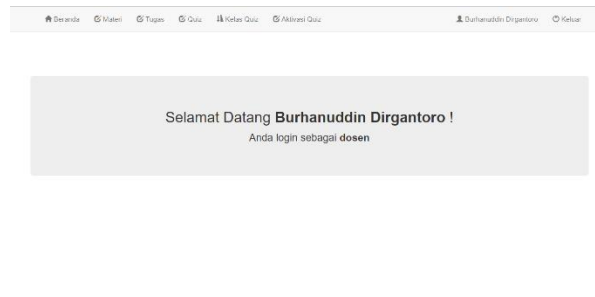 Beranda Materi Tugas Quiz Kelas Quiz Aktivasi Quiz Burhanuddin Dirgantoro Keluar
Selamat Datang Burhanuddin Dirgantoro !
Anda login sebagai dosen